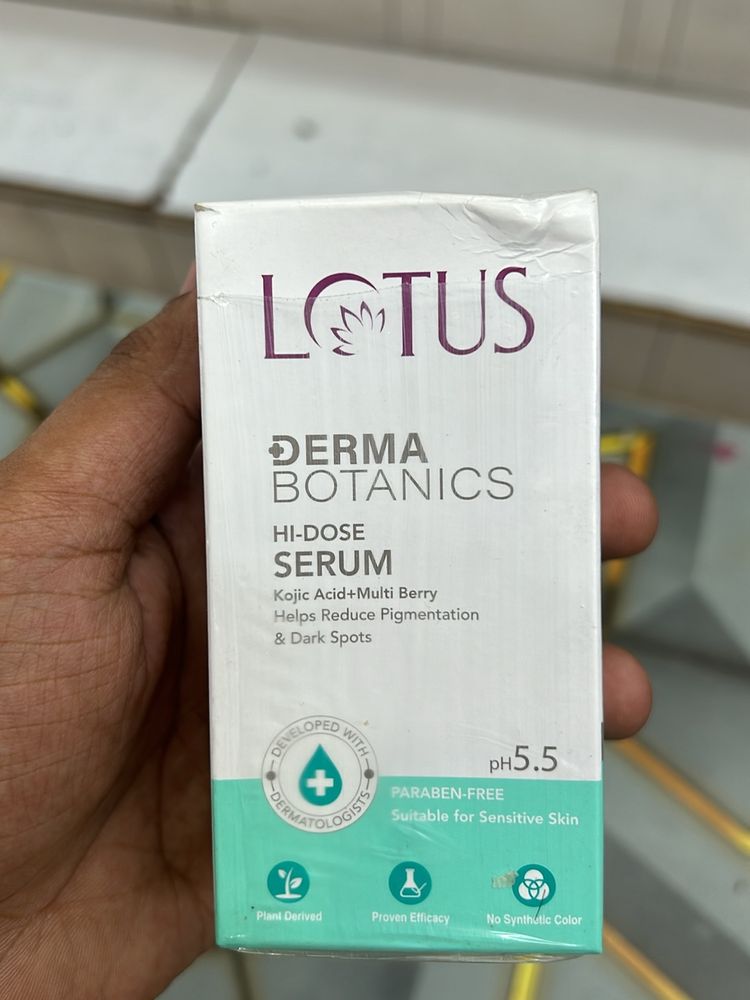 LOTUS
DERMA
BOTANICS
HI-DOSE
SERUM
Kojic Acid+Multi Berry
Helps Reduce Pigmentation
& Dark Spots
DEVELOPED WITH
DERMATOLOGISTS
pH5.5
PARABEN-FREE
Suitable for Sensitive Skin
Plant Derived
Proven Efficacy
No Synthetic Color